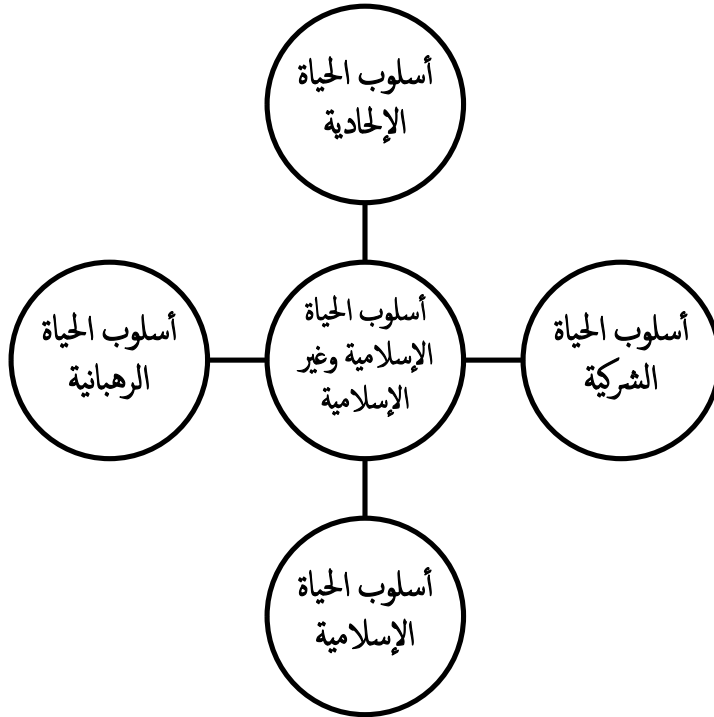 أسلوب الحياة
الإلحادية
أسلوب الحياة
الشركية
أسلوب الحياة
الإسلامية وغير
الإسلامية
أسلوب الحياة
الرهبانية
أسلوب الحياة
الإسلامية